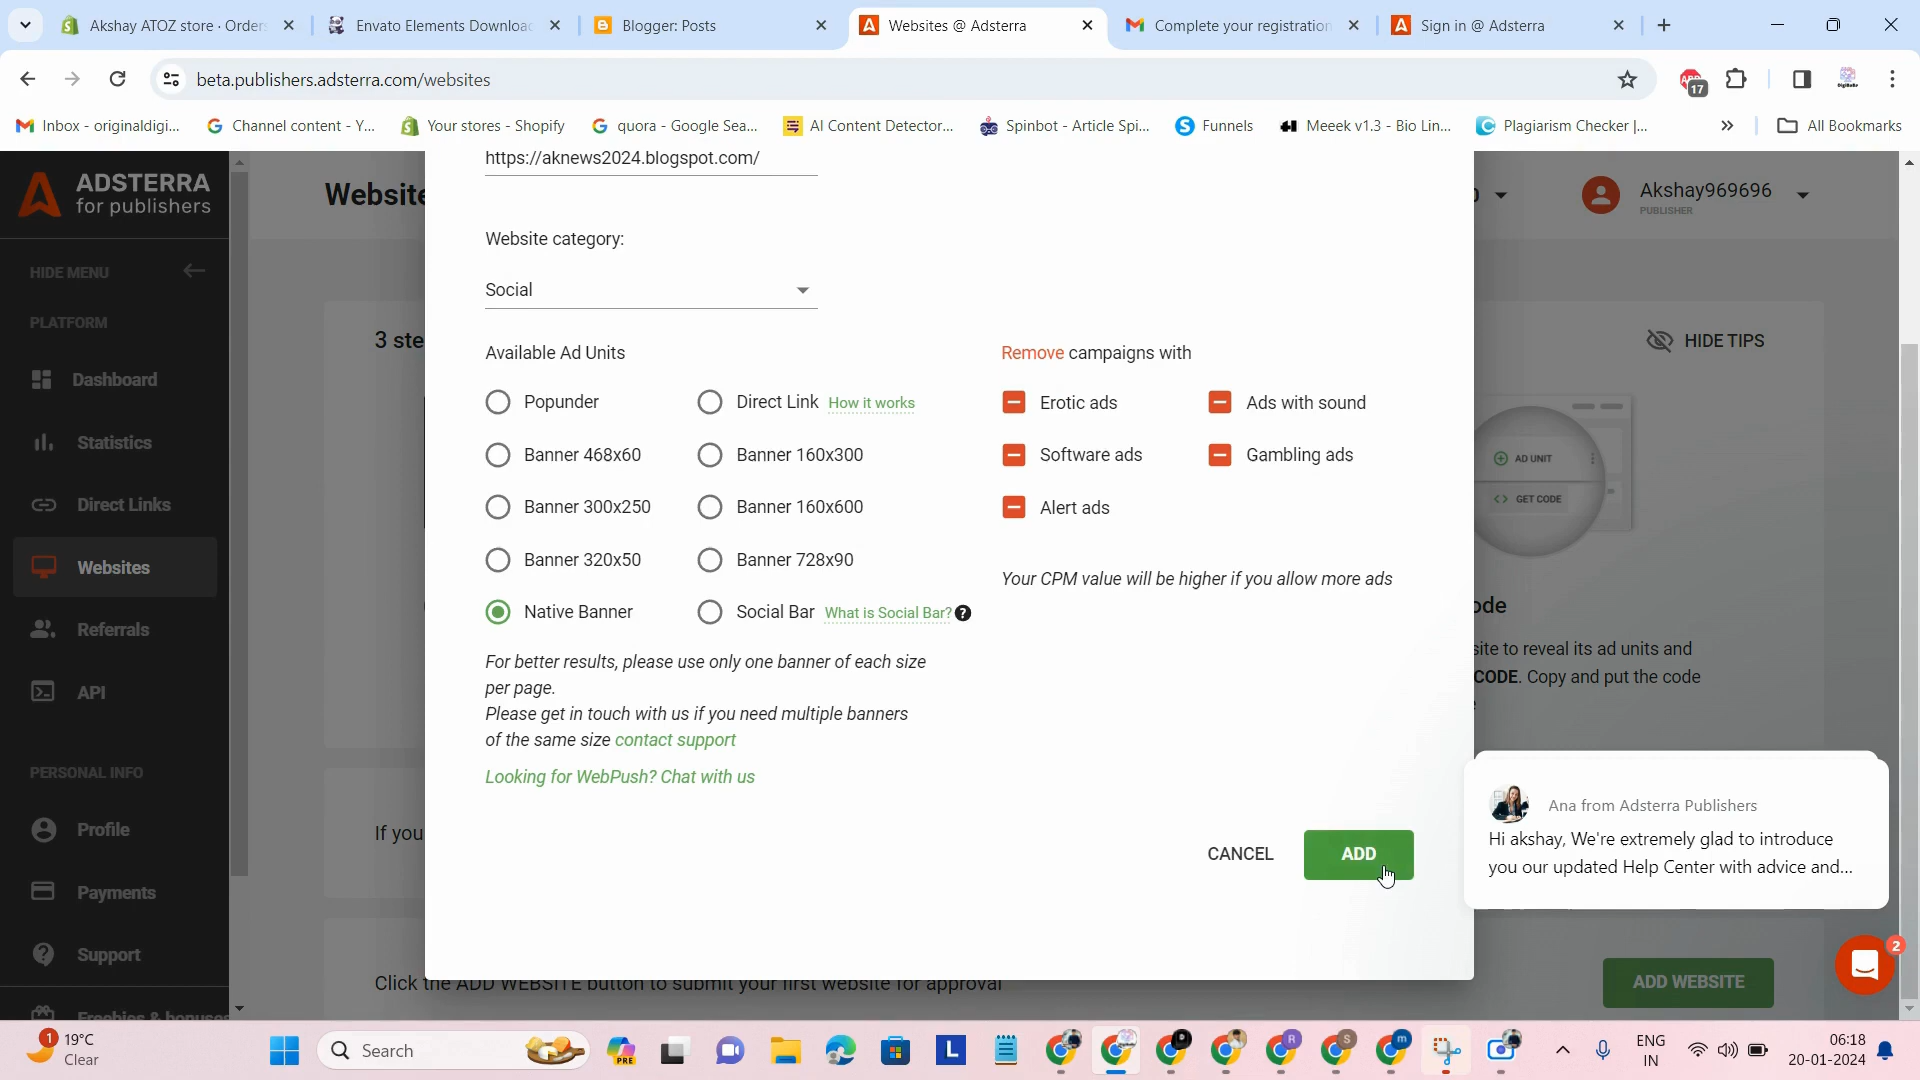 Akshay ATOZ store · Orders
Envato Elements Download
Blogger: Posts
Websites @ Adsterra
Complete your registration
Sign in @ Adsterra
beta.publishers.adsterra.com/websites
17
Inbox - originaldigi...
Channel content - Y...
Your stores - Shopify
quora - Google Sea...
AI Content Detector...
Spinbot - Article Spi...
Funnels
Meeek v1.3 - Bio Lin...
Plagiarism Checker |...
All Bookmarks
ADSTERRA
for publishers
HIDE MENU
PLATFORM
Dashboard
Statistics
Direct Links
Websites
Referrals
API
PERSONAL INFO
Profile
Payments
Support
Freebies & bonuses
Website
Akshay969696
PUBLISHER
3 ste
HIDE TIPS
AD UNIT
GET CODE
ode
site to reveal its ad units and
CODE. Copy and put the code
If you
Click the ADD WEBSITE button to submit your first website for approval
ADD WEBSITE
https://aknews2024.blogspot.com/
Website category:
Social
Available Ad Units
Popunder
Direct Link How it works
Banner 468x60
Banner 160x300
Banner 300x250
Banner 160x600
Banner 320x50
Banner 728x90
Native Banner
Social Bar What is Social Bar? ?
Remove campaigns with
Erotic ads
Ads with sound
Software ads
Gambling ads
Alert ads
Your CPM value will be higher if you allow more ads
For better results, please use only one banner of each size
per page.
Please get in touch with us if you need multiple banners
of the same size contact support
Looking for WebPush? Chat with us
CANCEL
ADD
Ana from Adsterra Publishers
Hi akshay, We're extremely glad to introduce
you our updated Help Center with advice and...
2
1
19°C
Clear
Search
PRE
ENG
IN
06:18
20-01-2024